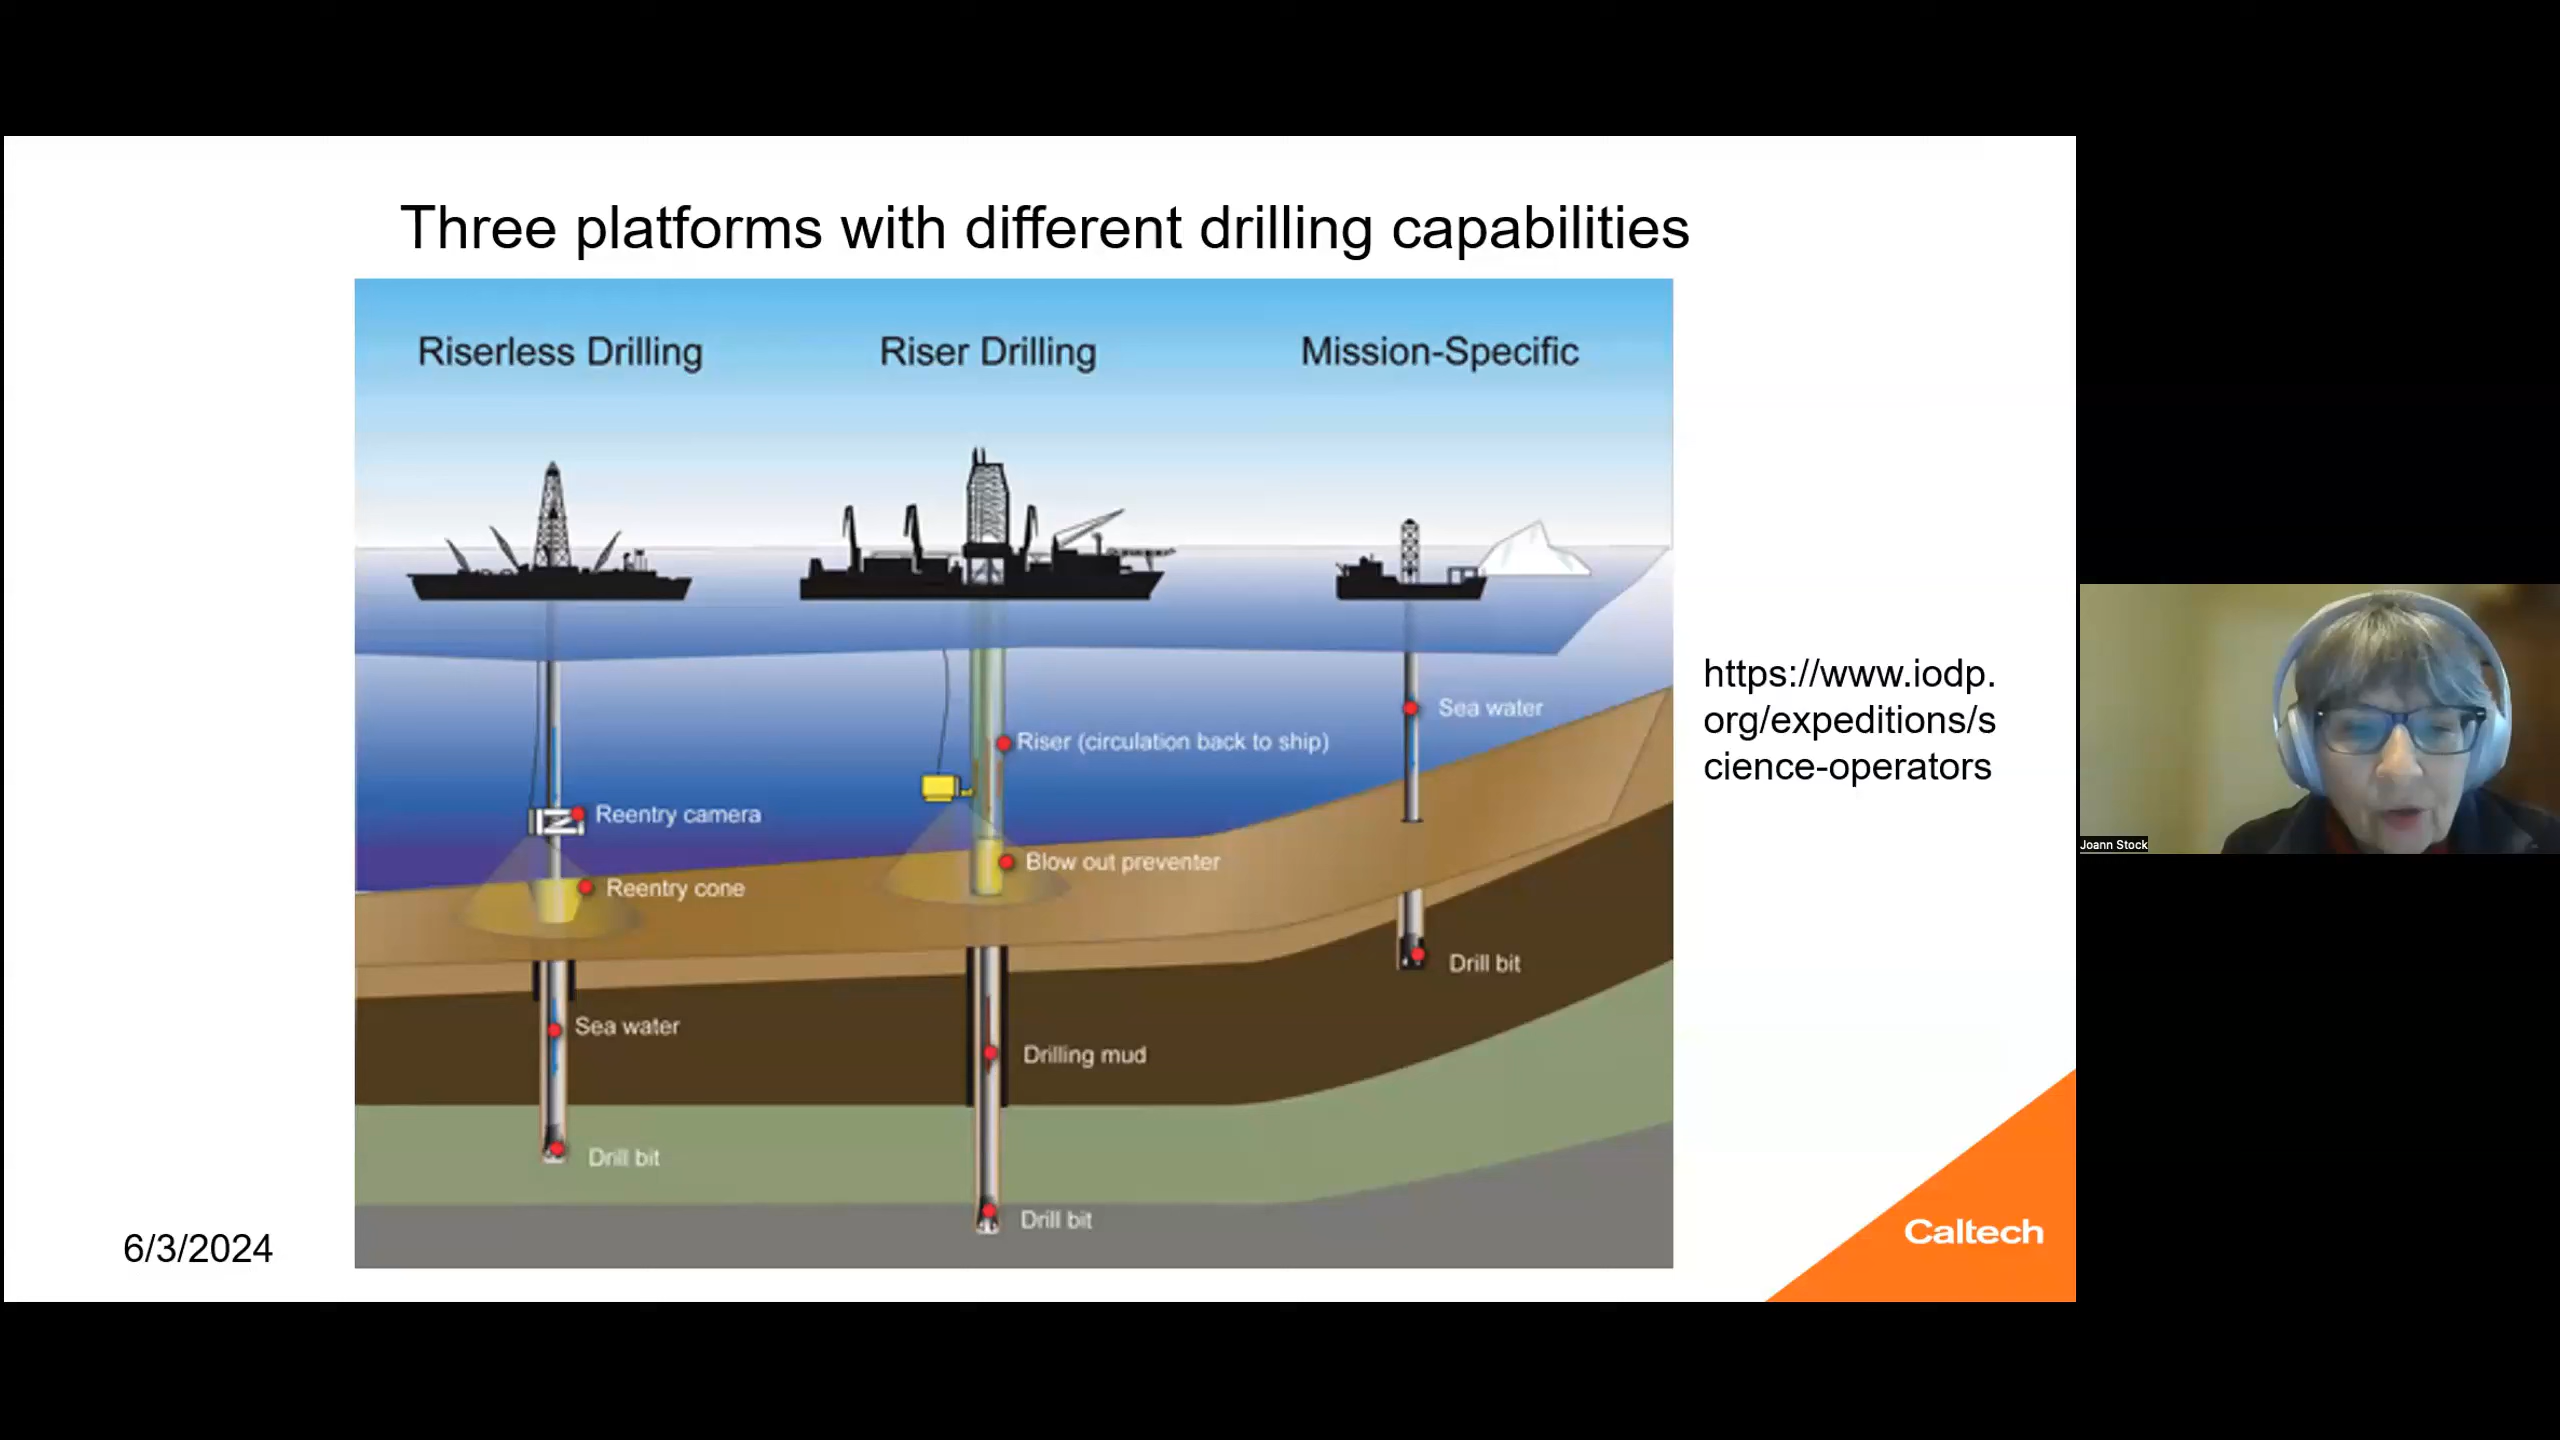 Three platforms with different drilling capabilities
Riserless Drilling
Riser Drilling
Mission-Specific
Sea water
Riser (circulation back to ship)
Reentry camera
Blow out preventer
Reentry cone
Drill bit
Sea water
Drilling mud
Drill bit
Drill bit
https://www.iodp.
org/expeditions/s
cience-operators
Joann Stock
6/3/2024
Caltech